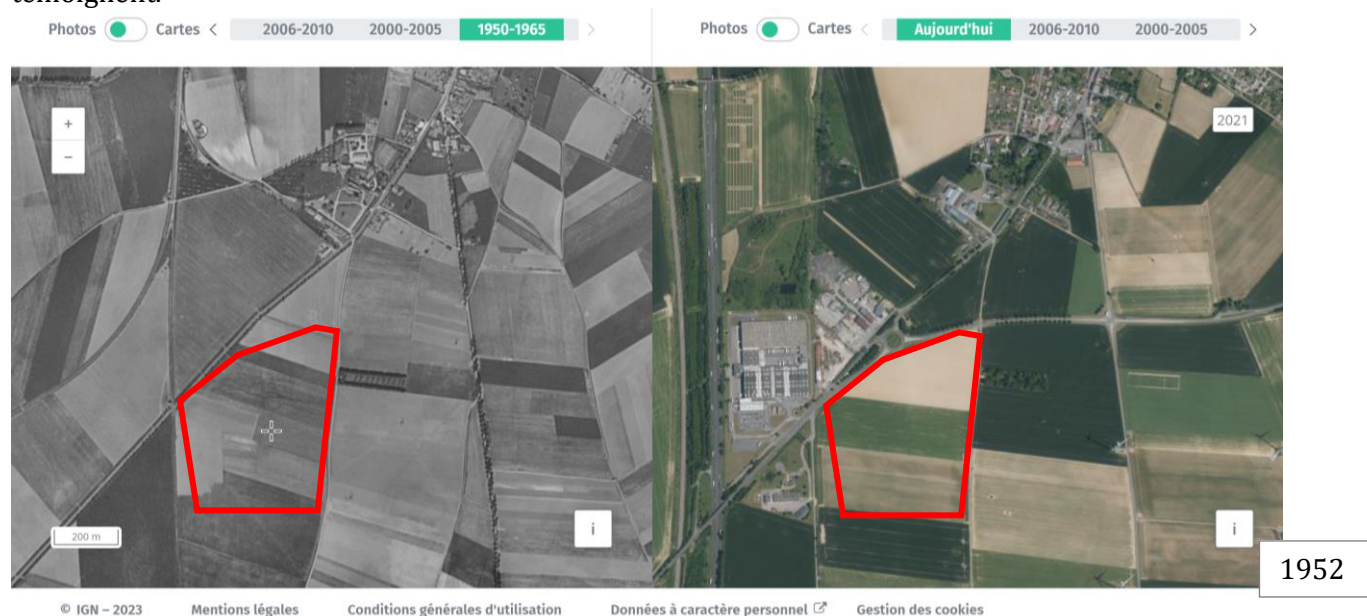 Photos Cartes < 2006-2010 2000-2005 1950-1965 >
Photos Cartes < Aujourd'hui 2006-2010 2000-2005 >
+
−
2021
200 m
i
i
1952
© IGN – 2023 Mentions légales Conditions générales d'utilisation Données à caractère personnel Gestion des cookies